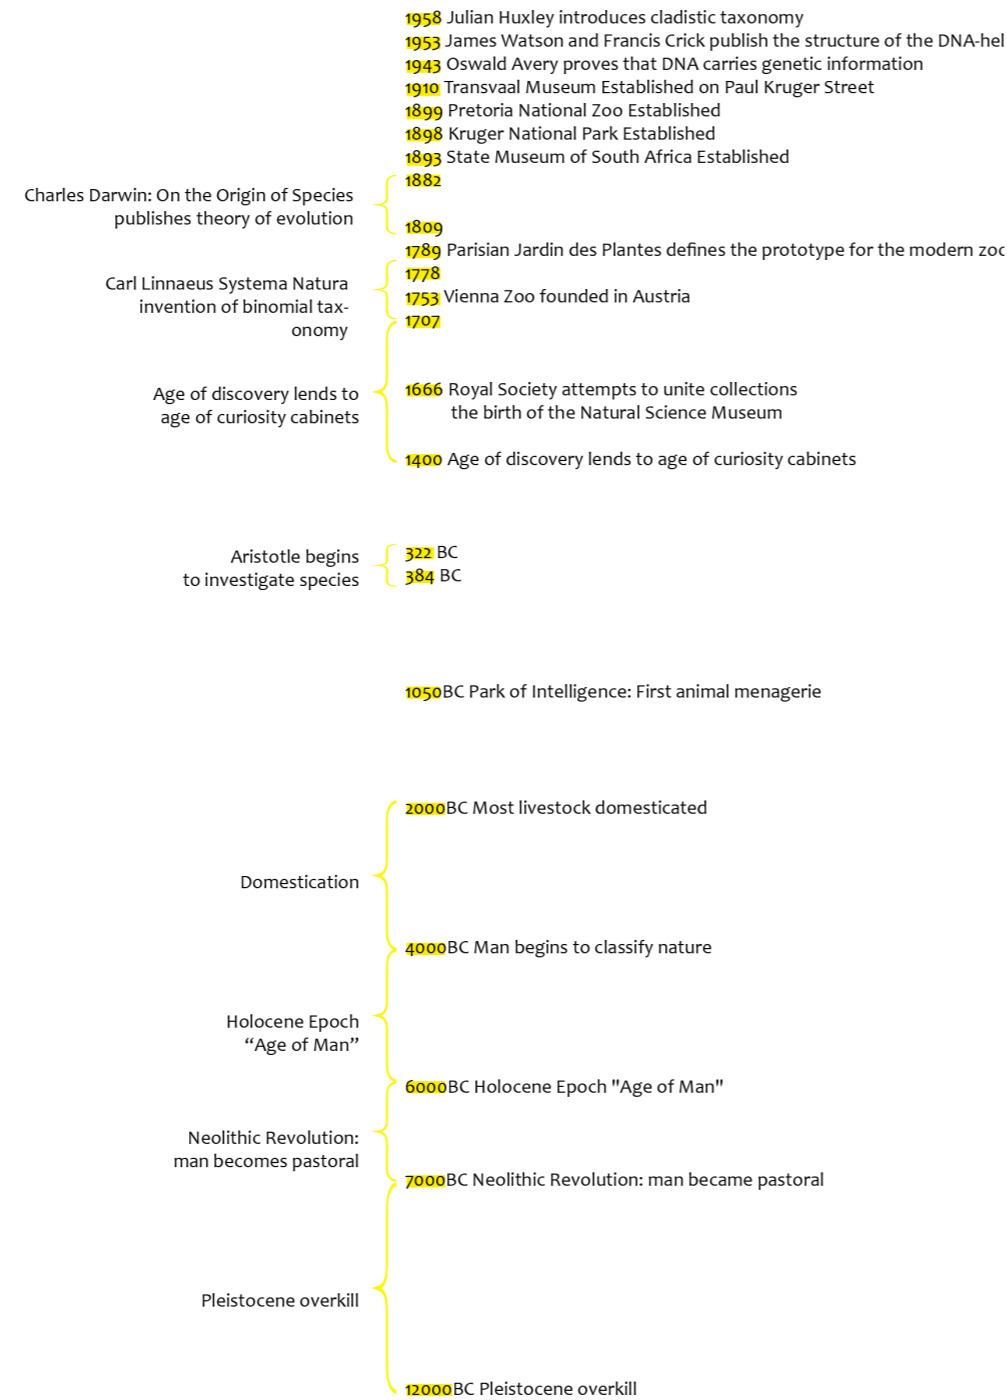 1958 Julian Huxley introduces cladistic taxonomy
1953 James Watson and Francis Crick publish the structure of the DNA-hel
1943 Oswald Avery proves that DNA carries genetic information
1910 Transvaal Museum Established on Paul Kruger Street
1899 Pretoria National Zoo Established
1898 Kruger National Park Established
1893 State Museum of South Africa Established
1882
Charles Darwin: On the Origin of Species
publishes theory of evolution
1809
1789 Parisian Jardin des Plantes defines the prototype for the modern zoo
1778
Carl Linnaeus Systema Natura
invention of binomial tax-
onomy
1753 Vienna Zoo founded in Austria
1707
Age of discovery lends to
age of curiosity cabinets
1666 Royal Society attempts to unite collections
the birth of the Natural Science Museum
1400 Age of discovery lends to age of curiosity cabinets
Aristotle begins
to investigate species
322 BC
384 BC
1050BC Park of Intelligence: First animal menagerie
2000BC Most livestock domesticated
Domestication
4000BC Man begins to classify nature
Holocene Epoch
“Age of Man”
6000BC Holocene Epoch "Age of Man"
Neolithic Revolution:
man becomes pastoral
7000BC Neolithic Revolution: man became pastoral
Pleistocene overkill
12000BC Pleistocene overkill